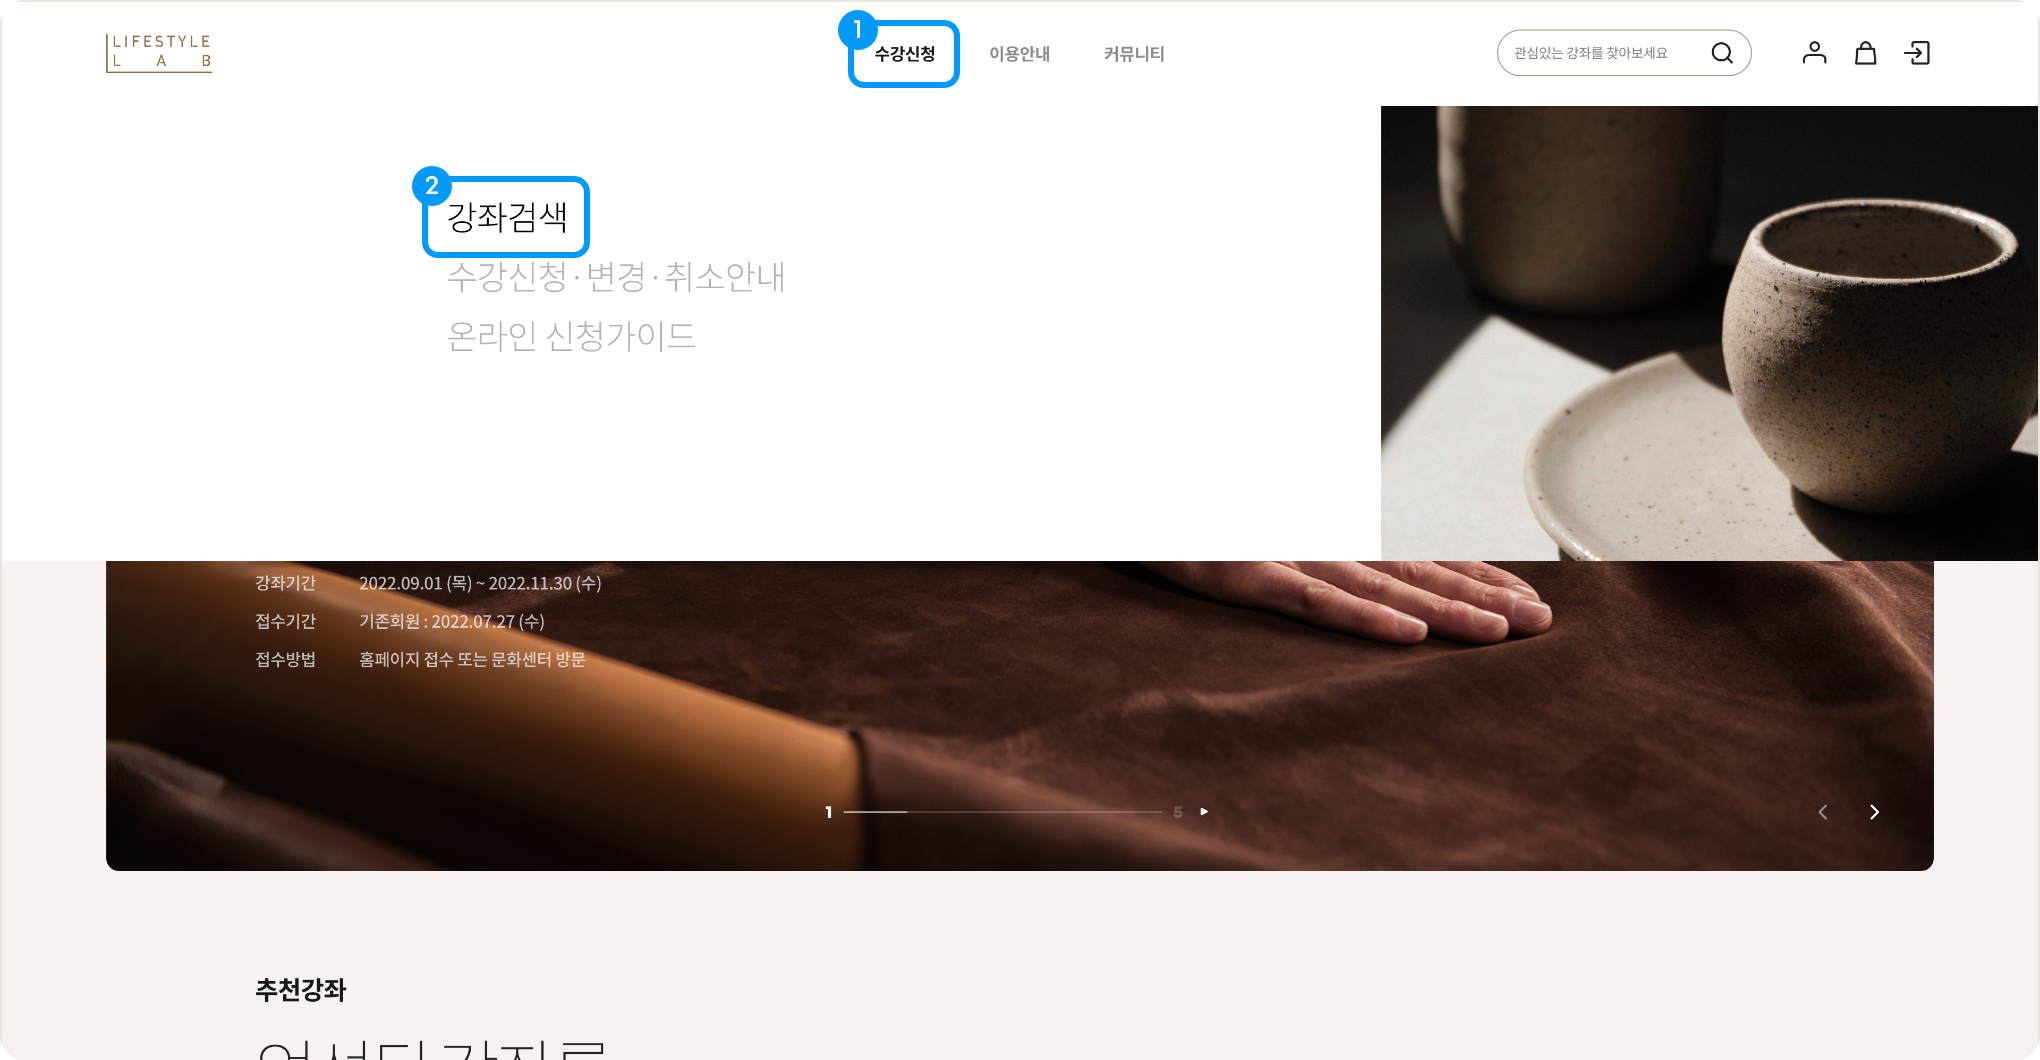 LIFESTYLE
LAB
1
수강신청
이용안내
커뮤니티
관심있는 강좌를 찾아보세요
2
강좌검색
수강신청·변경·취소안내
온라인 신청가이드
강좌기간 2022.09.01 (목) ~ 2022.11.30 (수)
접수기간 기존회원 : 2022.07.27 (수)
접수방법 홈페이지 접수 또는 문화센터 방문
1
5
추천강좌